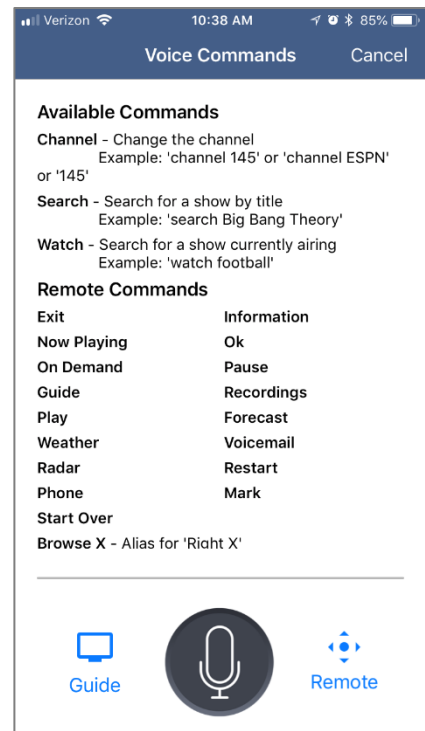 Verizon 10:38 AM 85%
Voice Commands Cancel
Available Commands
Channel - Change the channel
Example: 'channel 145' or 'channel ESPN'
or '145'
Search - Search for a show by title
Example: 'search Big Bang Theory'
Watch - Search for a show currently airing
Example: 'watch football'
Remote Commands
Exit Information
Now Playing Ok
On Demand Pause
Guide Recordings
Play Forecast
Weather Voicemail
Radar Restart
Phone Mark
Start Over
Browse X - Alias for 'Right X'
Guide Remote